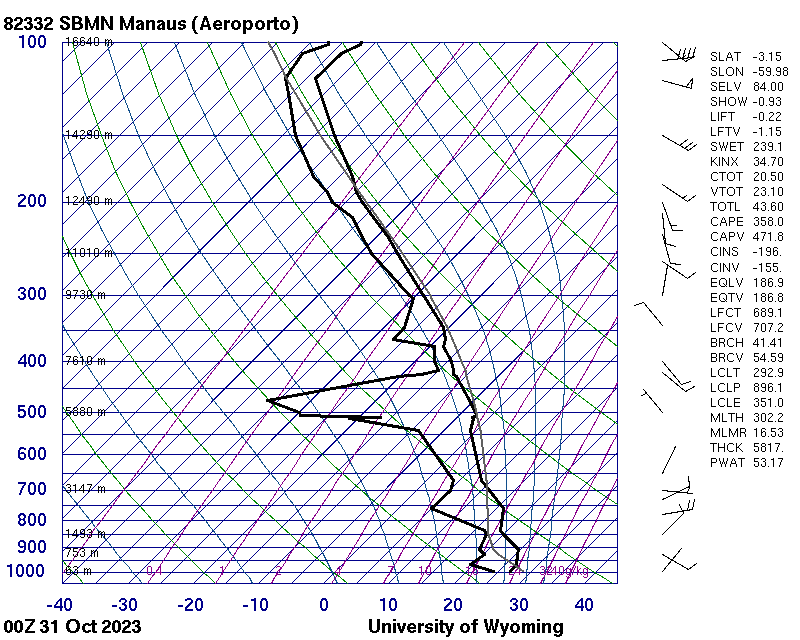 82332 SBMN Manaus (Aeroporto)
100 16640 m
14290 m
200 12490 m
11010 m
300 9730 m
400 7610 m
500 5880 m
600
700 3147 m
800
900 1493 m
753 m
1000 63 m 0.4 1 2 4 7 10 16 24 32 40g/kg
-40 -30 -20 -10 0 10 20 30 40
00Z 31 Oct 2023 University of Wyoming
SLAT -3.15
SLON -59.98
SELV 84.00
SHOW -0.93
LIFT -0.22
LFTV -1.15
SWET 239.1
KINX 34.70
CTOT 20.50
VTOT 23.10
TOTL 43.60
CAPE 358.0
CAPV 471.8
CINS -196.
CINV -155.
EQLV 186.9
EQTV 186.8
LFCT 689.1
LFCV 707.2
BRCH 41.41
BRCV 54.59
LCLT 292.9
LCLP 896.1
LCLE 351.0
MLTH 302.2
MLMR 16.53
THCK 5817.
PWAT 53.17